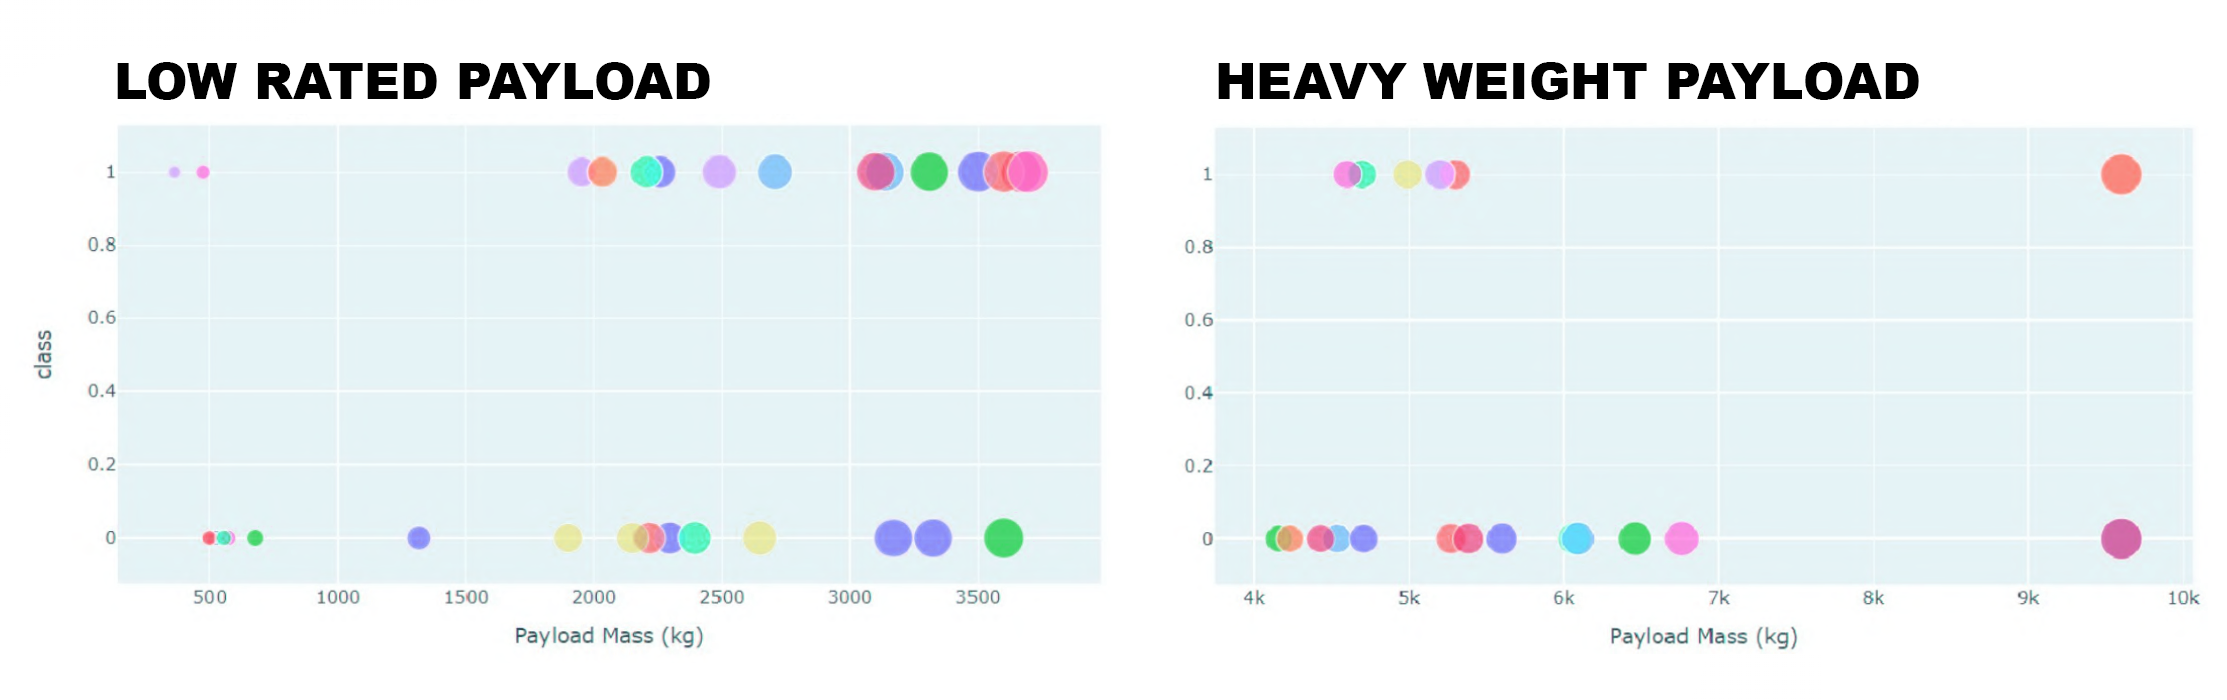 LOW RATED PAYLOAD
1
0.8
0.6
0.4
0.2
0
class
500 1000 1500 2000 2500 3000 3500
Payload Mass (kg)
HEAVY WEIGHT PAYLOAD
1
0.8
0.6
0.4
0.2
0
4k 5k 6k 7k 8k 9k 10k
Payload Mass (kg)